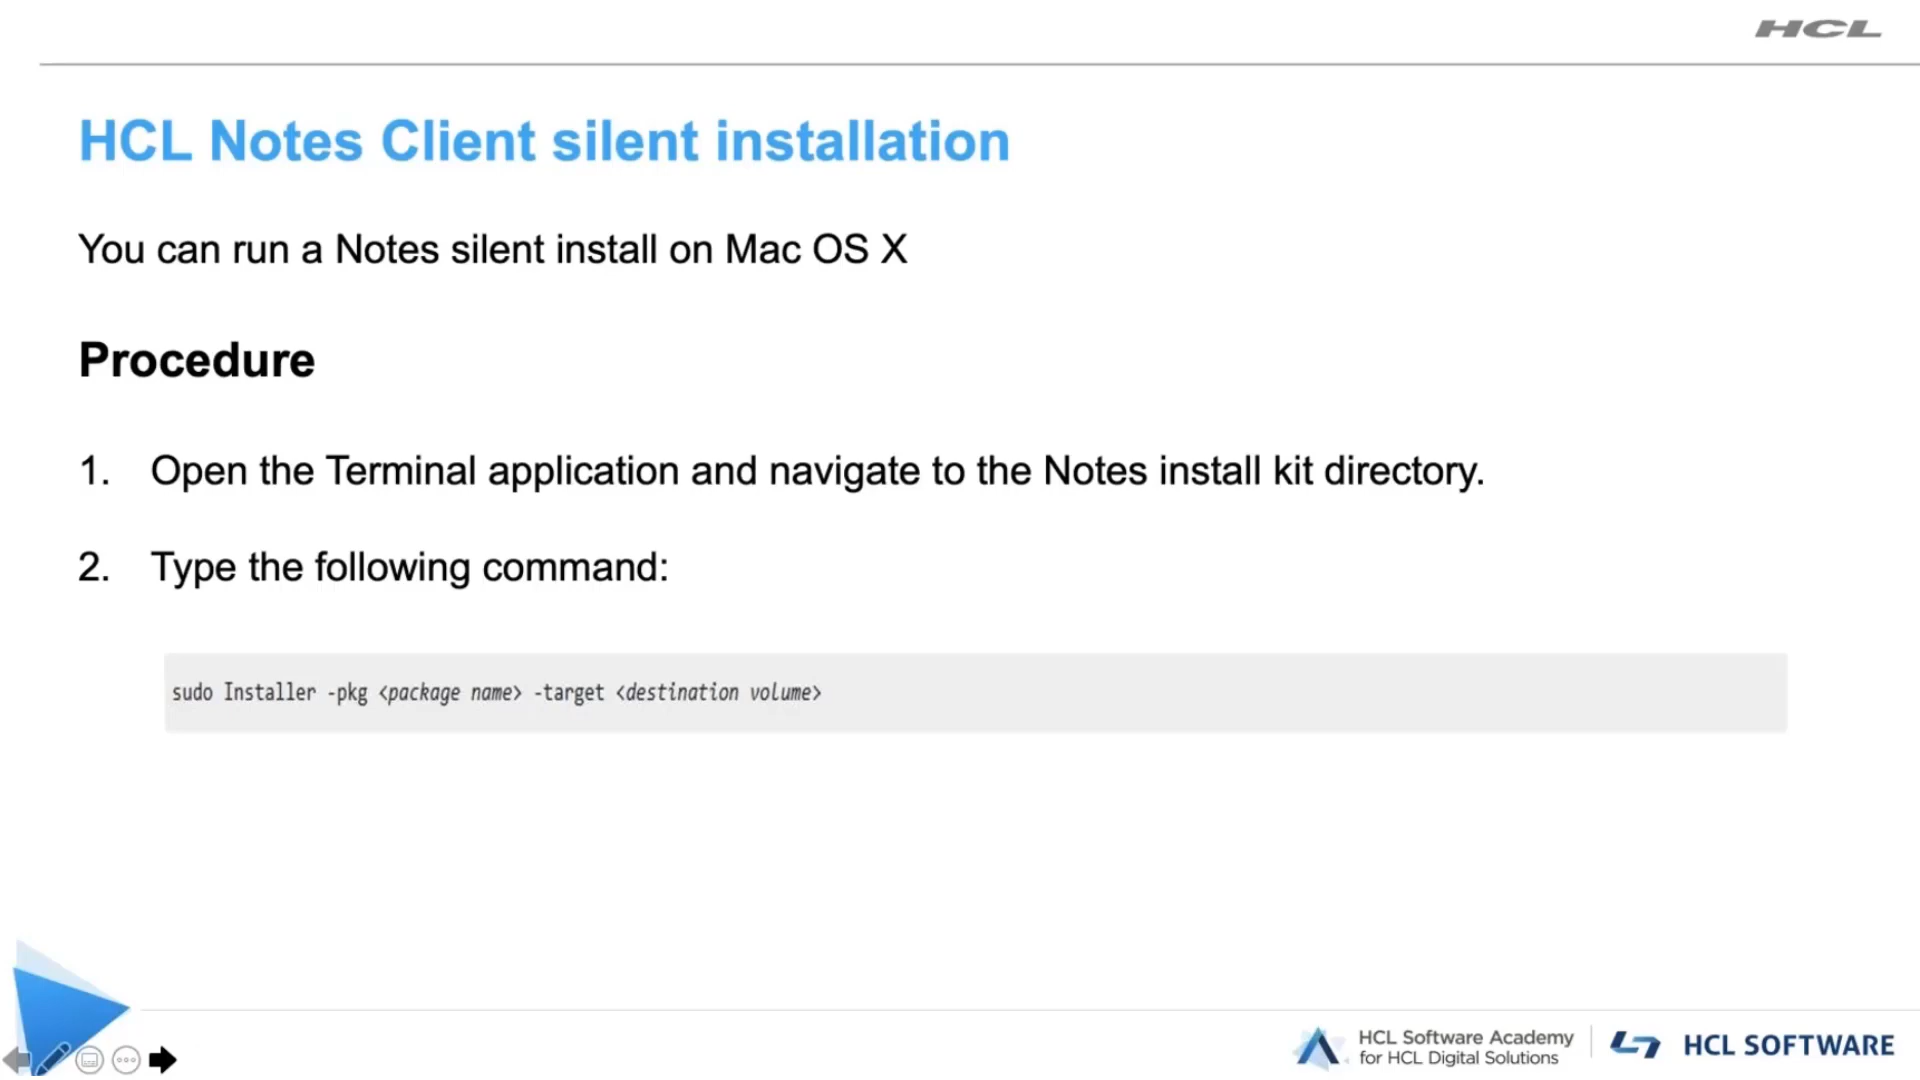 HCL
HCL Notes Client silent installation
You can run a Notes silent install on Mac OS X
Procedure
1. Open the Terminal application and navigate to the Notes install kit directory.
2. Type the following command:
sudo Installer -pkg <package name> -target <destination volume>
HCL Software Academy
for HCL Digital Solutions
HCL SOFTWARE